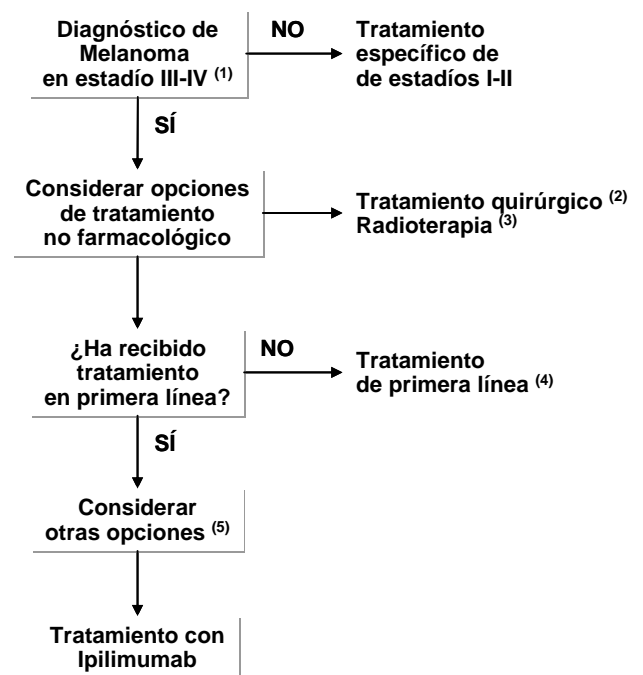 Diagnóstico de
Melanoma
en estadío III-IV (1)
NO
Tratamiento
específico de
de estadíos I-II
SÍ
Considerar opciones
de tratamiento
no farmacológico
Tratamiento quirúrgico (2)
Radioterapia (3)
¿Ha recibido
tratamiento
en primera línea?
NO
Tratamiento
de primera línea (4)
SÍ
Considerar
otras opciones (5)
Tratamiento con
Ipilimumab